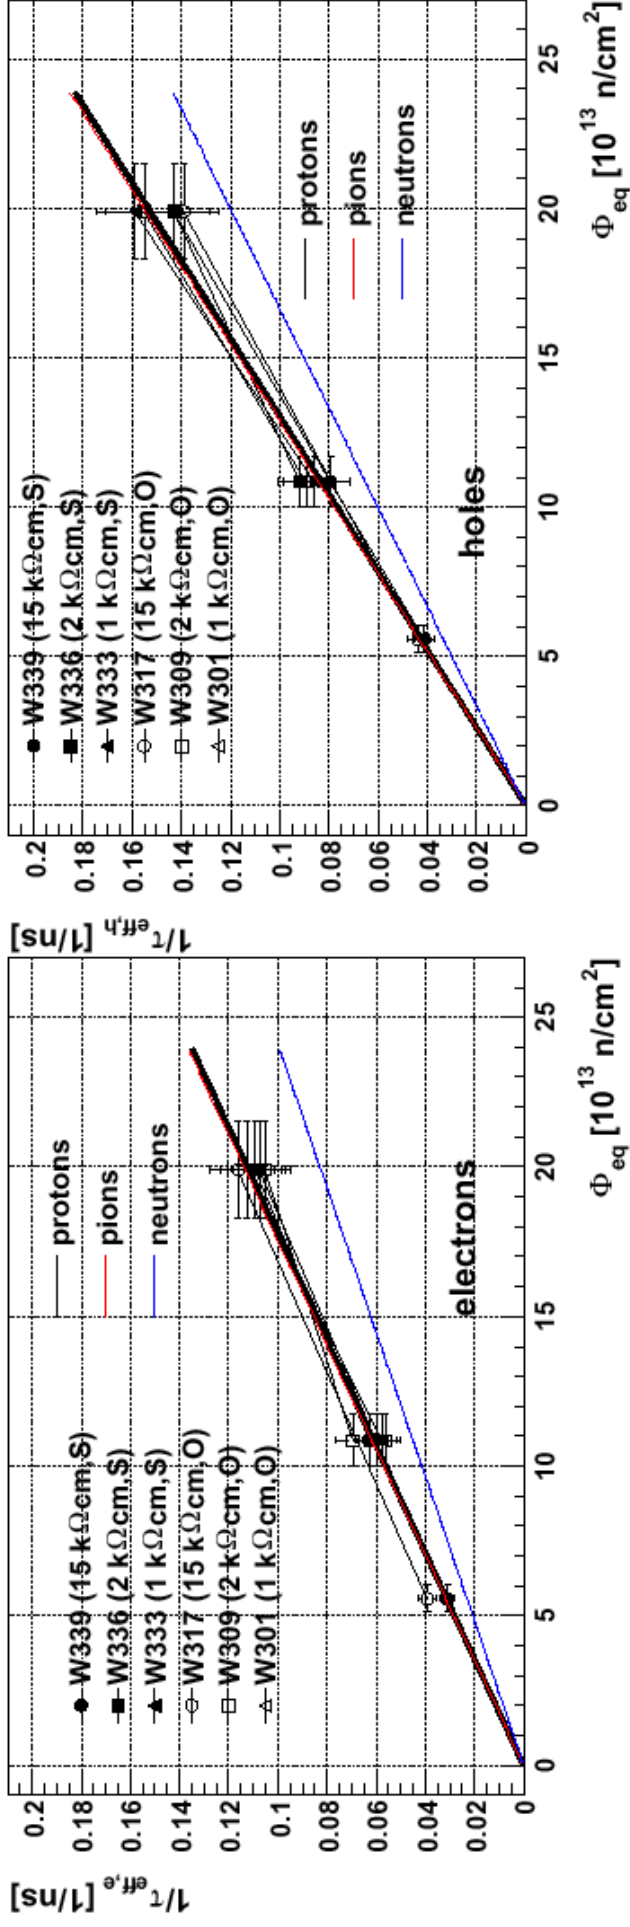 1/τeff,e [1/ns]
0.2
0.18
0.16
0.14
0.12
0.1
0.08
0.06
0.04
0.02
0
W339 (15 kΩcm,S)
W336 (2 kΩcm,S)
W333 (1 kΩcm,S)
W317 (15 kΩcm,O)
W309 (2 kΩcm,O)
W301 (1 kΩcm,O)
protons
pions
neutrons
electrons
0 5 10 15 20 25
Φeq [10^13 n/cm^2]
1/τeff,h [1/ns]
0.2
0.18
0.16
0.14
0.12
0.1
0.08
0.06
0.04
0.02
0
W339 (15 kΩcm,S)
W336 (2 kΩcm,S)
W333 (1 kΩcm,S)
W317 (15 kΩcm,O)
W309 (2 kΩcm,O)
W301 (1 kΩcm,O)
protons
pions
neutrons
holes
0 5 10 15 20 25
Φeq [10^13 n/cm^2]